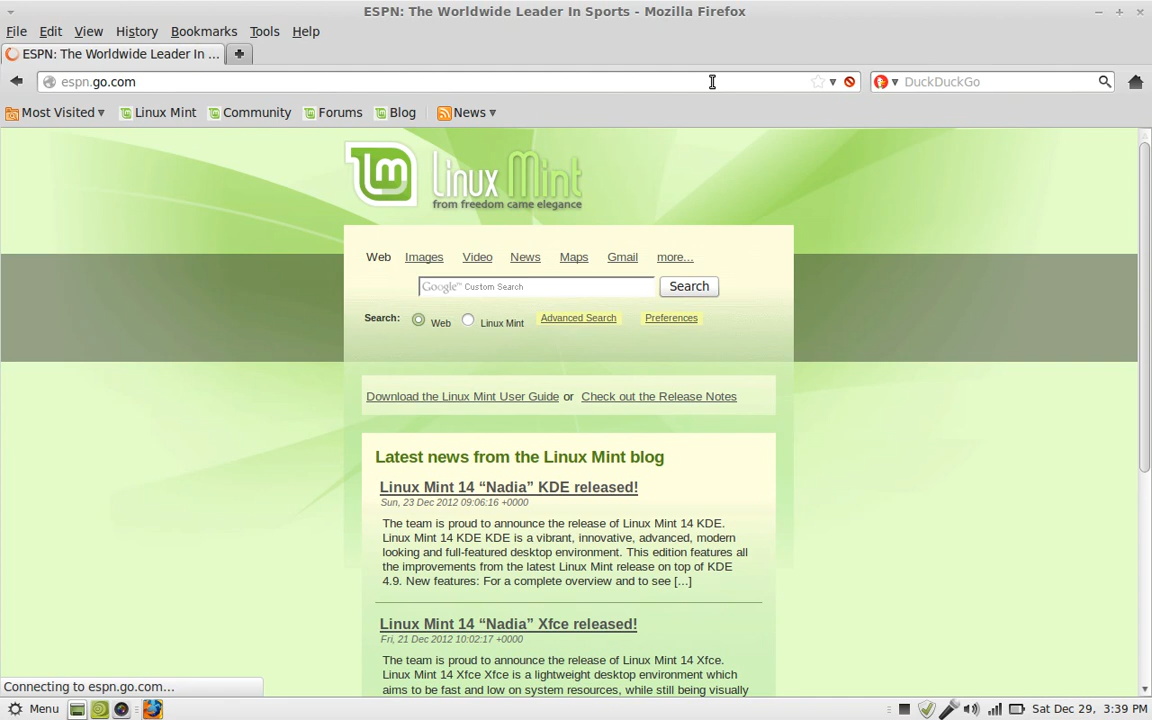 ESPN: The Worldwide Leader In Sports - Mozilla Firefox
File Edit View History Bookmarks Tools Help
ESPN: The Worldwide Leader In ...
espn.go.com DuckDuckGo
Most Visited Linux Mint Community Forums Blog News
Linux Mint
from freedom came elegance
Web Images Video News Maps Gmail more...
Google™ Custom Search Search
Search: Web Linux Mint Advanced Search Preferences
Download the Linux Mint User Guide or Check out the Release Notes
Latest news from the Linux Mint blog
Linux Mint 14 “Nadia” KDE released!
Sun, 23 Dec 2012 09:06:16 +0000
The team is proud to announce the release of Linux Mint 14 KDE.
Linux Mint 14 KDE KDE is a vibrant, innovative, advanced, modern
looking and full-featured desktop environment. This edition features all
the improvements from the latest Linux Mint release on top of KDE
4.9. New features: For a complete overview and to see [...]
Linux Mint 14 “Nadia” Xfce released!
Fri, 21 Dec 2012 10:02:17 +0000
The team is proud to announce the release of Linux Mint 14 Xfce.
Linux Mint 14 Xfce Xfce is a lightweight desktop environment which
aims to be fast and low on system resources, while still being visually
Connecting to espn.go.com...
Menu Sat Dec 29, 3:39 PM